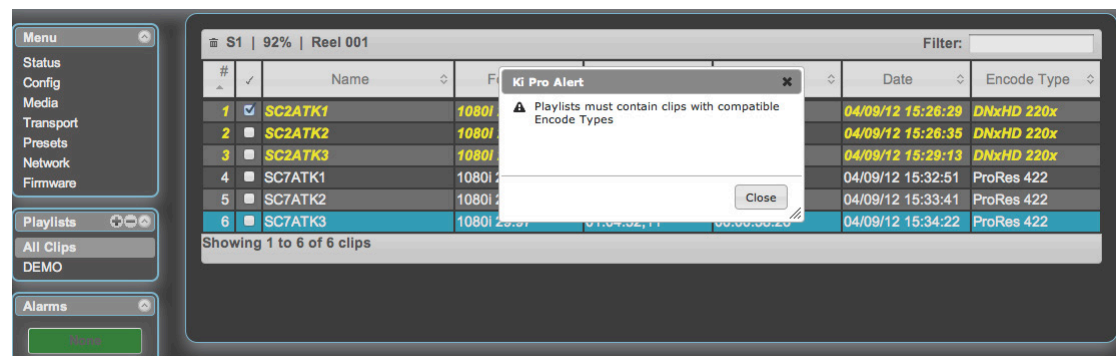 Menu
Status
Config
Media
Transport
Presets
Network
Firmware
Playlists
All Clips
DEMO
Alarms
None
S1 | 92% | Reel 001
Filter:
# ✓ Name Date Encode Type
1 SC2ATK1 1080i 04/09/12 15:26:29 DNxHD 220x
2 SC2ATK2 1080i 04/09/12 15:26:35 DNxHD 220x
3 SC2ATK3 1080i 04/09/12 15:29:13 DNxHD 220x
4 SC7ATK1 1080i 04/09/12 15:32:51 ProRes 422
5 SC7ATK2 1080i 04/09/12 15:33:41 ProRes 422
6 SC7ATK3 1080i 29.97 04/09/12 15:34:22 ProRes 422
Showing 1 to 6 of 6 clips
Ki Pro Alert
Playlists must contain clips with compatible
Encode Types
Close